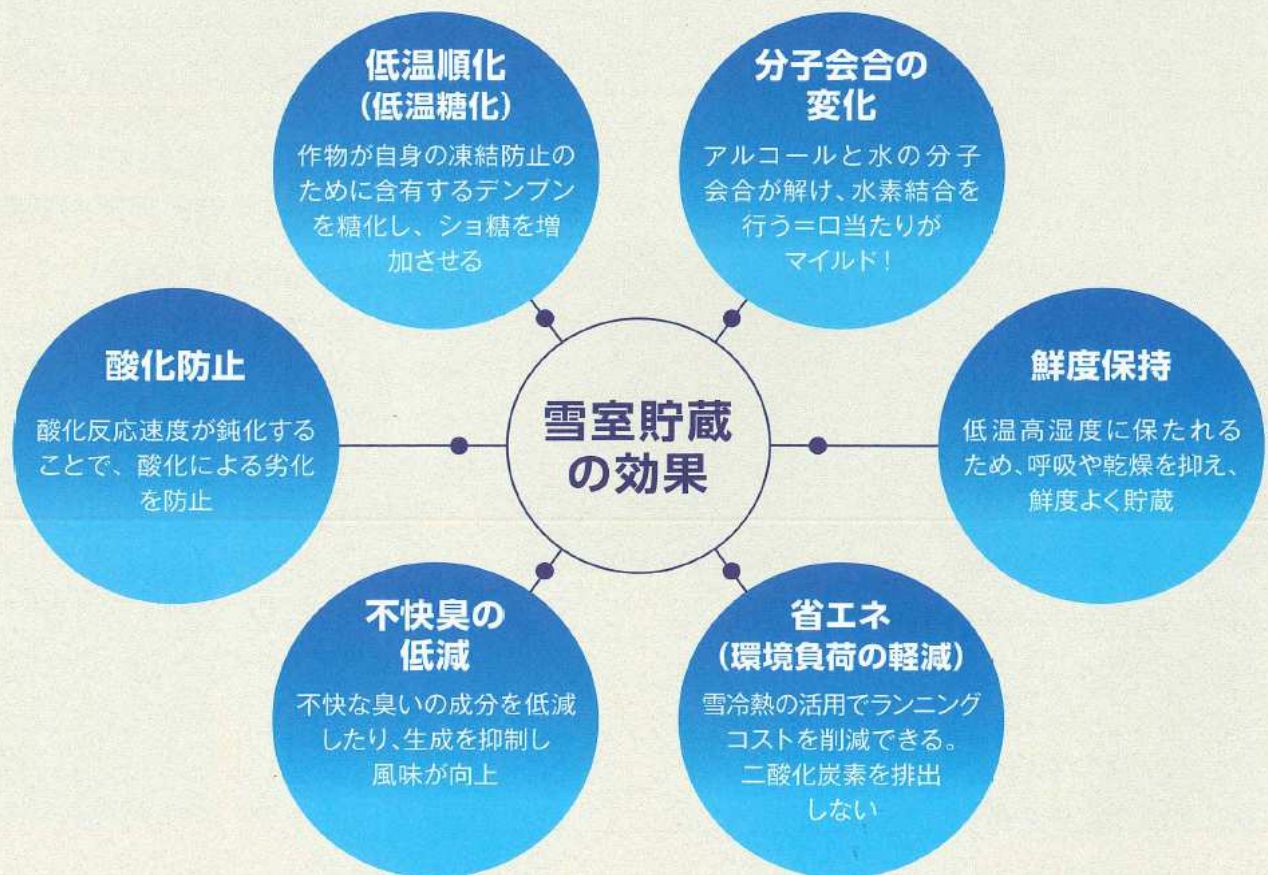 低温順化
（低温糖化）
作物が自身の凍結防止の
ために含有するデンプン
を糖化し、ショ糖を増
加させる
分子会合の
変化
アルコールと水の分子
会合が解け、水素結合を
行う＝口当たりが
マイルド！
酸化防止
酸化反応速度が鈍化する
ことで、酸化による劣化
を防止
雪室貯蔵
の効果
鮮度保持
低温高湿度に保たれる
ため、呼吸や乾燥を抑え、
鮮度よく貯蔵
不快臭の
低減
不快な臭いの成分を低減
したり、生成を抑制し
風味が向上
省エネ
（環境負荷の軽減）
雪冷熱の活用でランニング
コストを削減できる。
二酸化炭素を排出
しない